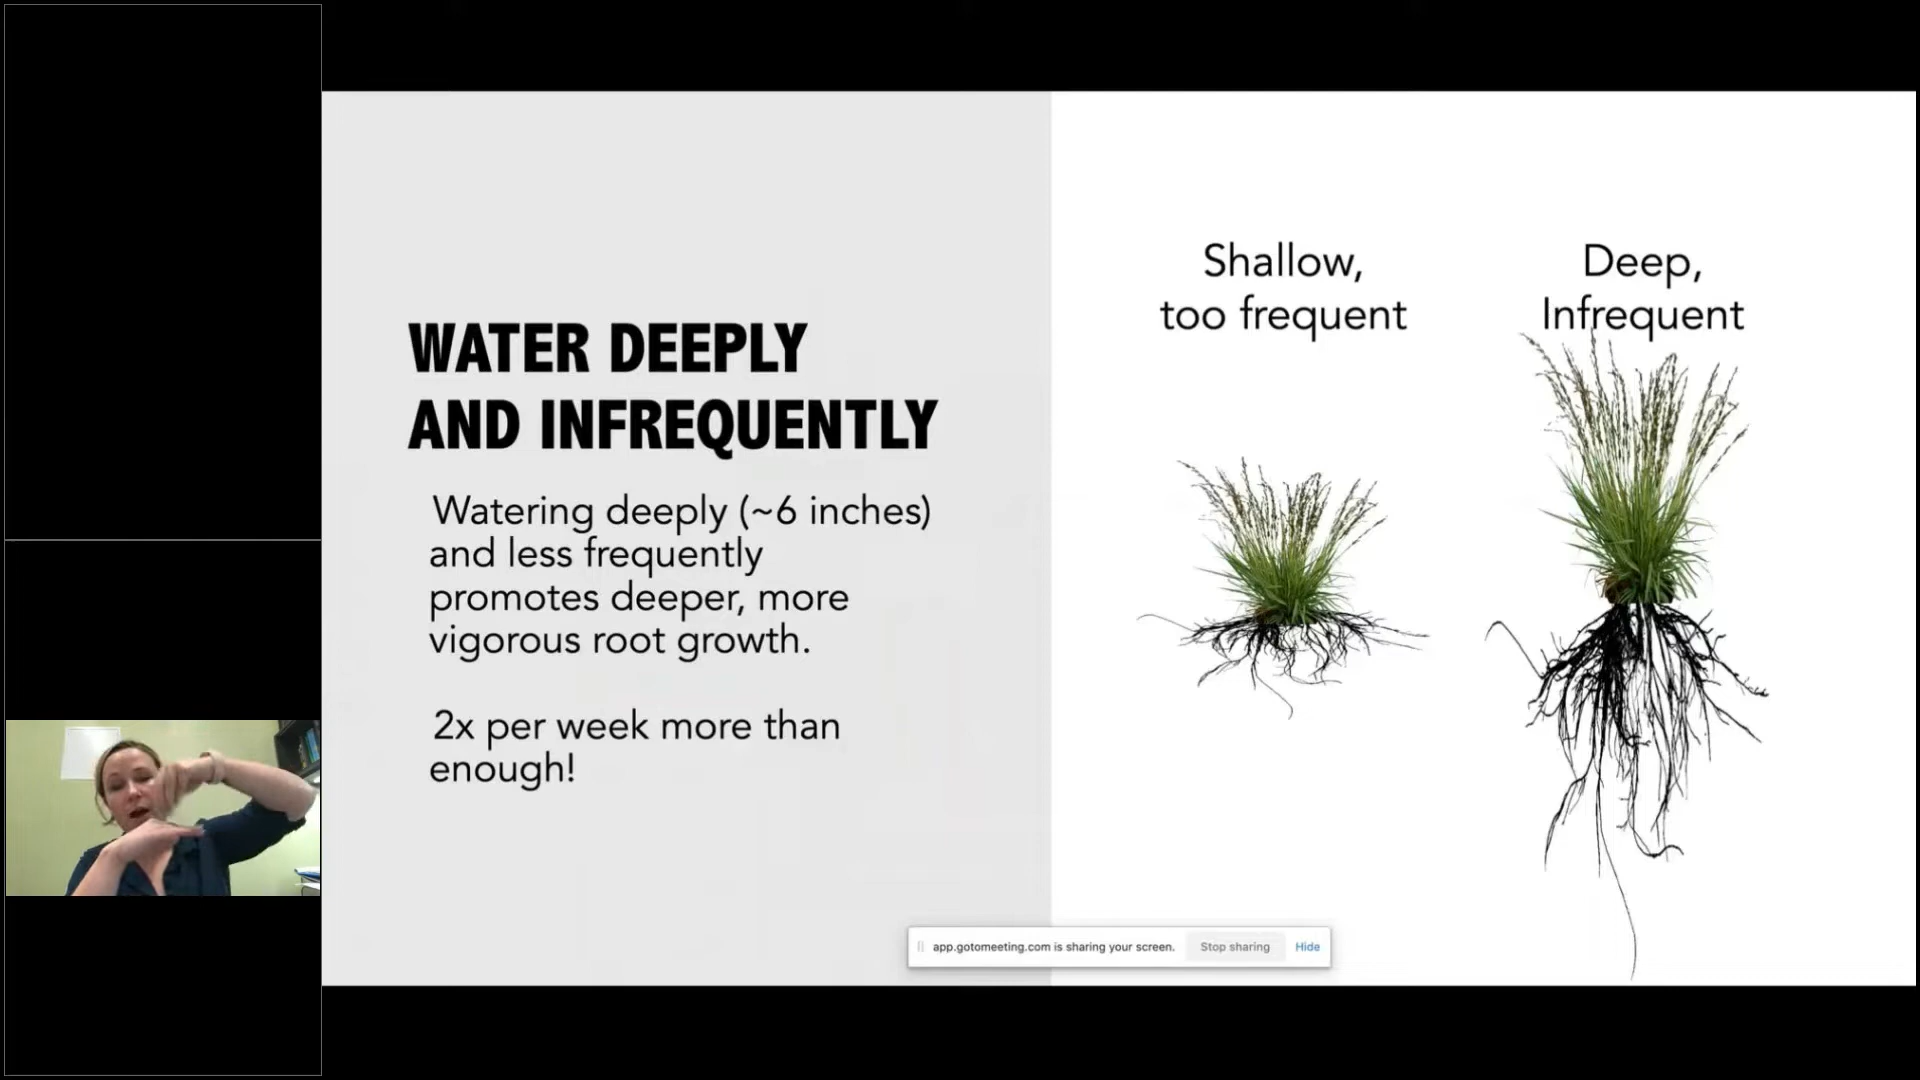 WATER DEEPLY
AND INFREQUENTLY
Watering deeply (~6 inches)
and less frequently
promotes deeper, more
vigorous root growth.
2x per week more than
enough!
Shallow,
too frequent
Deep,
Infrequent
app.gotomeeting.com is sharing your screen. Stop sharing Hide